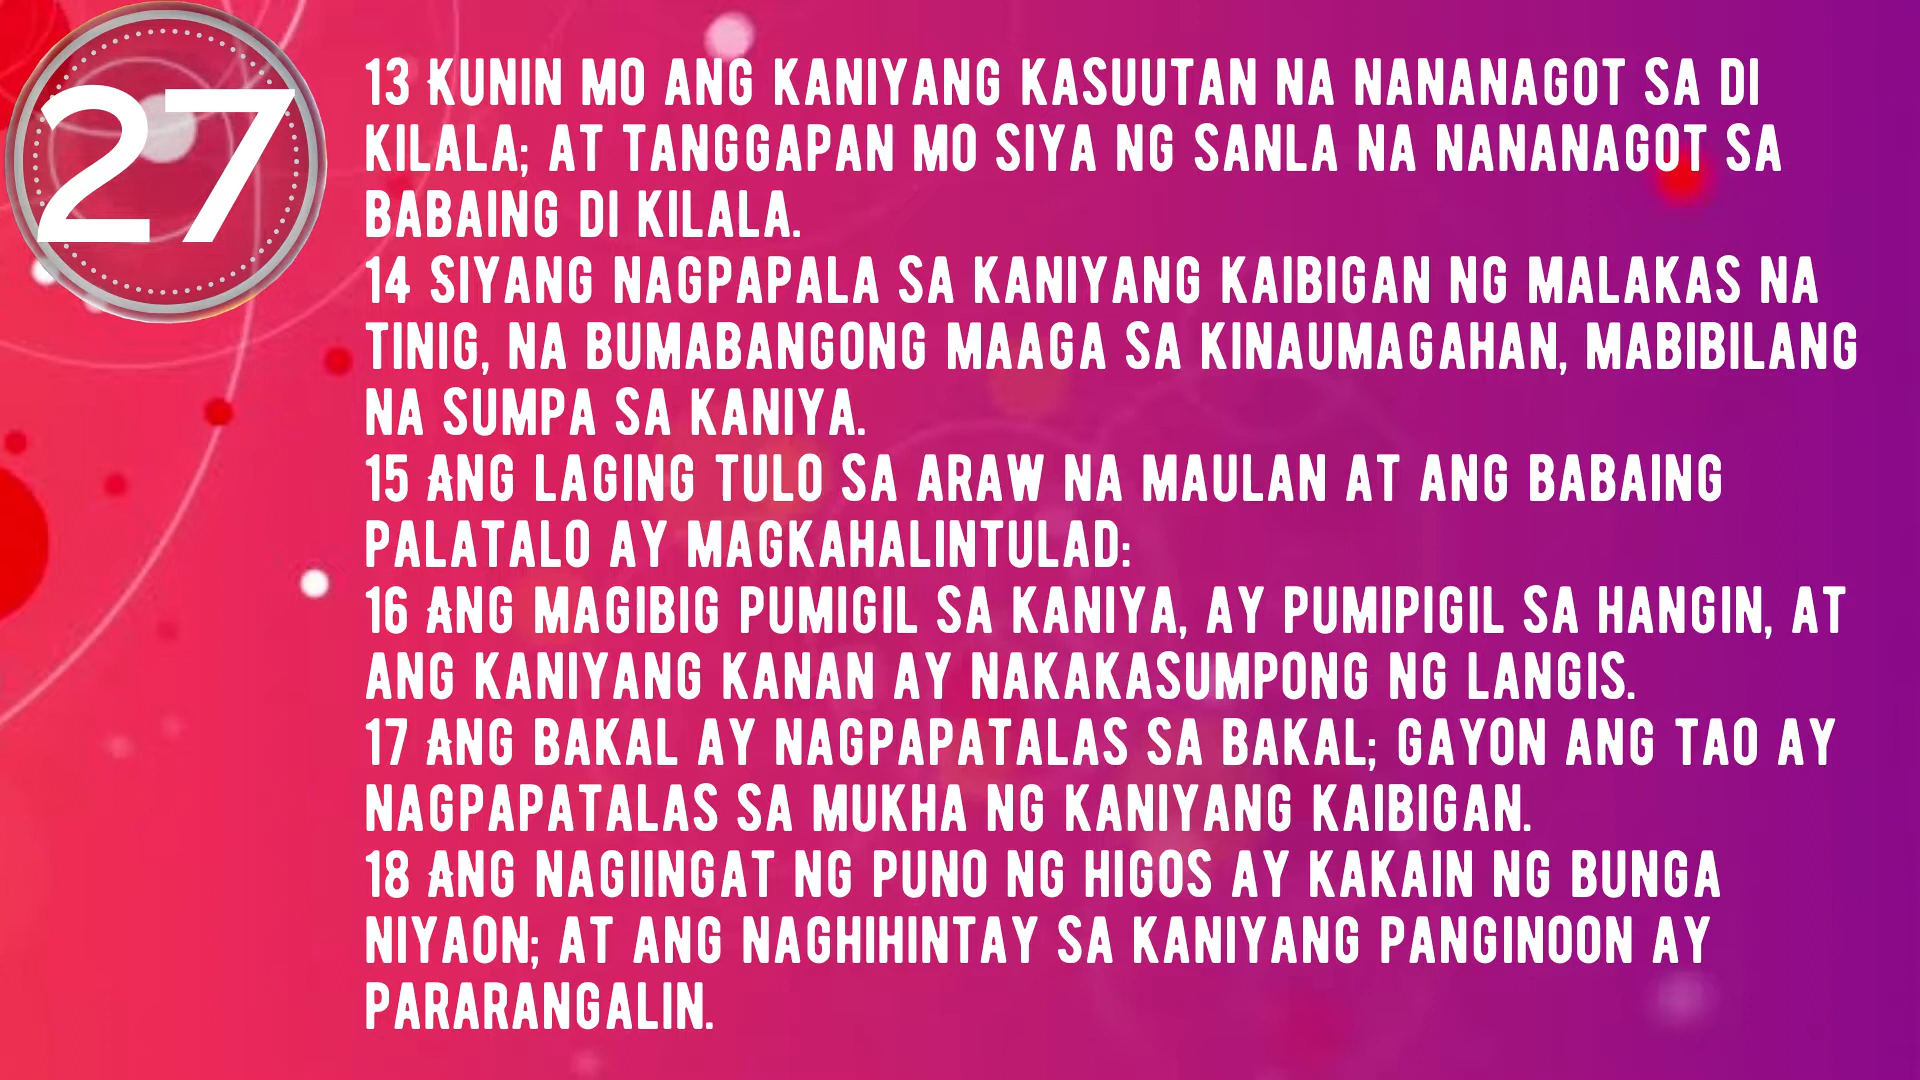 27
13 KUNIN MO ANG KANIYANG KASUUTAN NA NANANAGOT SA DI
KILALA; AT TANGGAPAN MO SIYA NG SANLA NA NANANAGOT SA
BABAING DI KILALA.
14 SIYANG NAGPAPALA SA KANIYANG KAIBIGAN NG MALAKAS NA
TINIG, NA BUMABANGONG MAAGA SA KINAUMAGAHAN, MABIBILANG
NA SUMPA SA KANIYA.
15 ANG LAGING TULO SA ARAW NA MAULAN AT ANG BABAING
PALATALO AY MAGKAHALINTULAD:
16 ANG MAGIBIG PUMIGIL SA KANIYA, AY PUMIPIGIL SA HANGIN, AT
ANG KANIYANG KANAN AY NAKAKASUMPONG NG LANGIS.
17 ANG BAKAL AY NAGPAPATALAS SA BAKAL; GAYON ANG TAO AY
NAGPAPATALAS SA MUKHA NG KANIYANG KAIBIGAN.
18 ANG NAGIINGAT NG PUNO NG HIGOS AY KAKAIN NG BUNGA
NIYAON; AT ANG NAGHIHINTAY SA KANIYANG PANGINOON AY
PARARANGALIN.